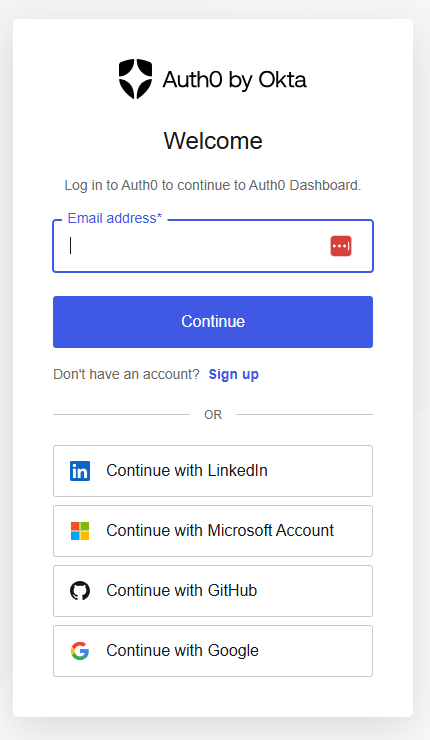 Auth0 by Okta
Welcome
Log in to Auth0 to continue to Auth0 Dashboard.
Email address*
Continue
Don't have an account? Sign up
OR
in Continue with LinkedIn
Continue with Microsoft Account
Continue with GitHub
Continue with Google